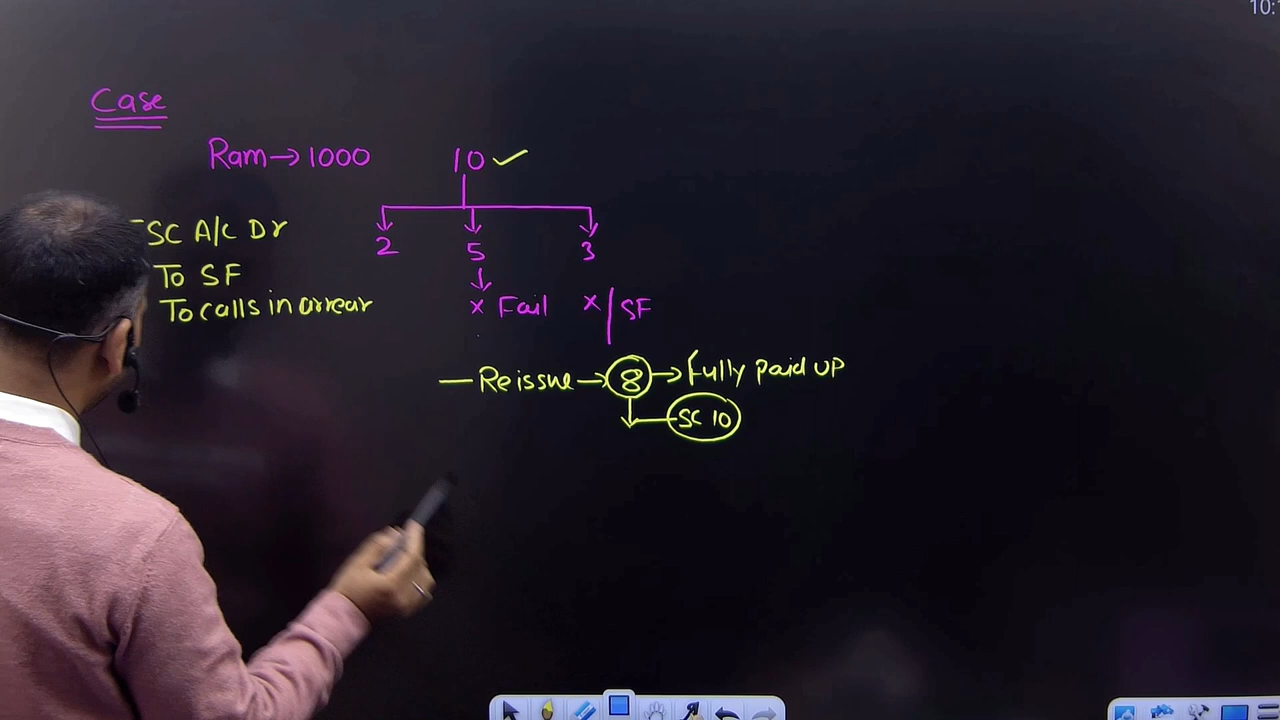 10:
Case
Ram → 1000 10 ✓
SC A/C Dr 2 5 3
To SF
To calls in arrear × Fail × | SF
— Reissue → 8 → Fully paid up
SC 10